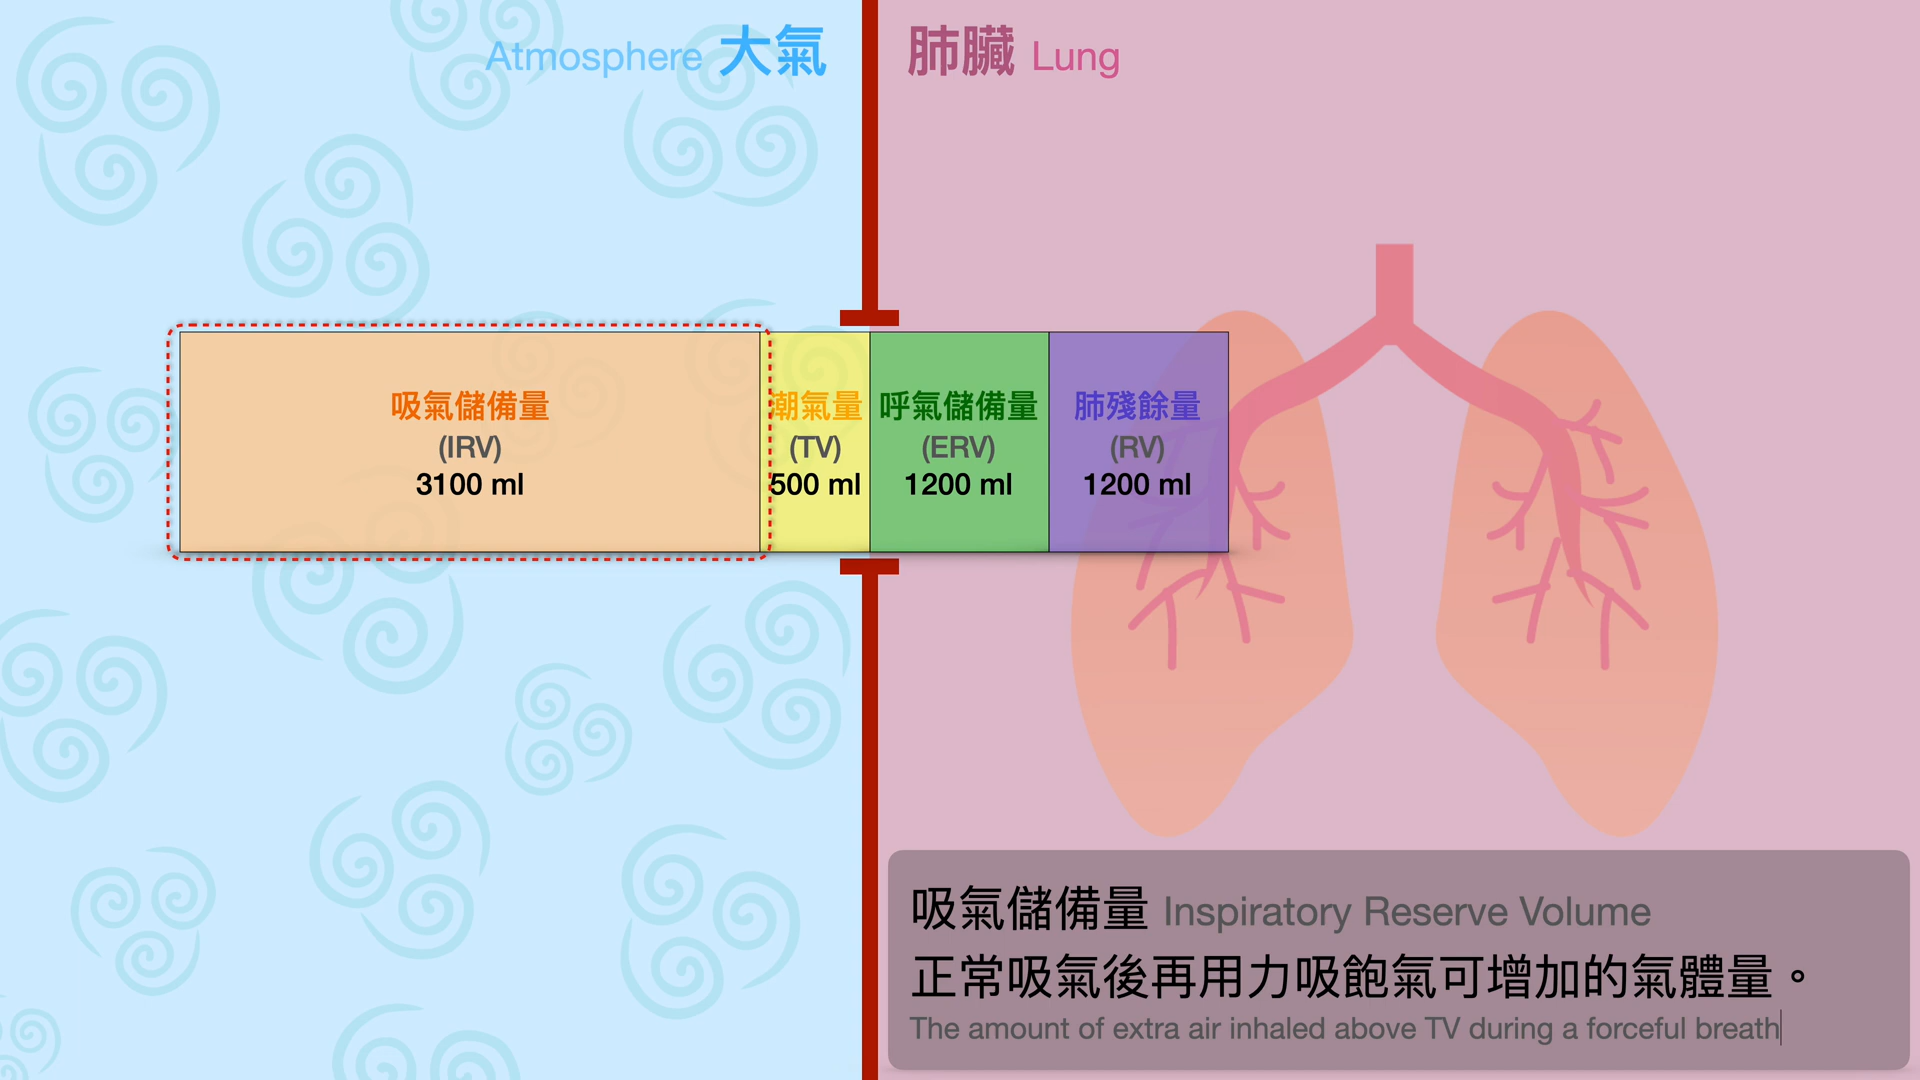 Atmosphere 大氣
肺臟 Lung
吸氣儲備量
(IRV)
3100 ml
潮氣量
(TV)
500 ml
呼氣儲備量
(ERV)
1200 ml
肺殘餘量
(RV)
1200 ml
吸氣儲備量 Inspiratory Reserve Volume
正常吸氣後再用力吸飽氣可增加的氣體量。
The amount of extra air inhaled above TV during a forceful breath